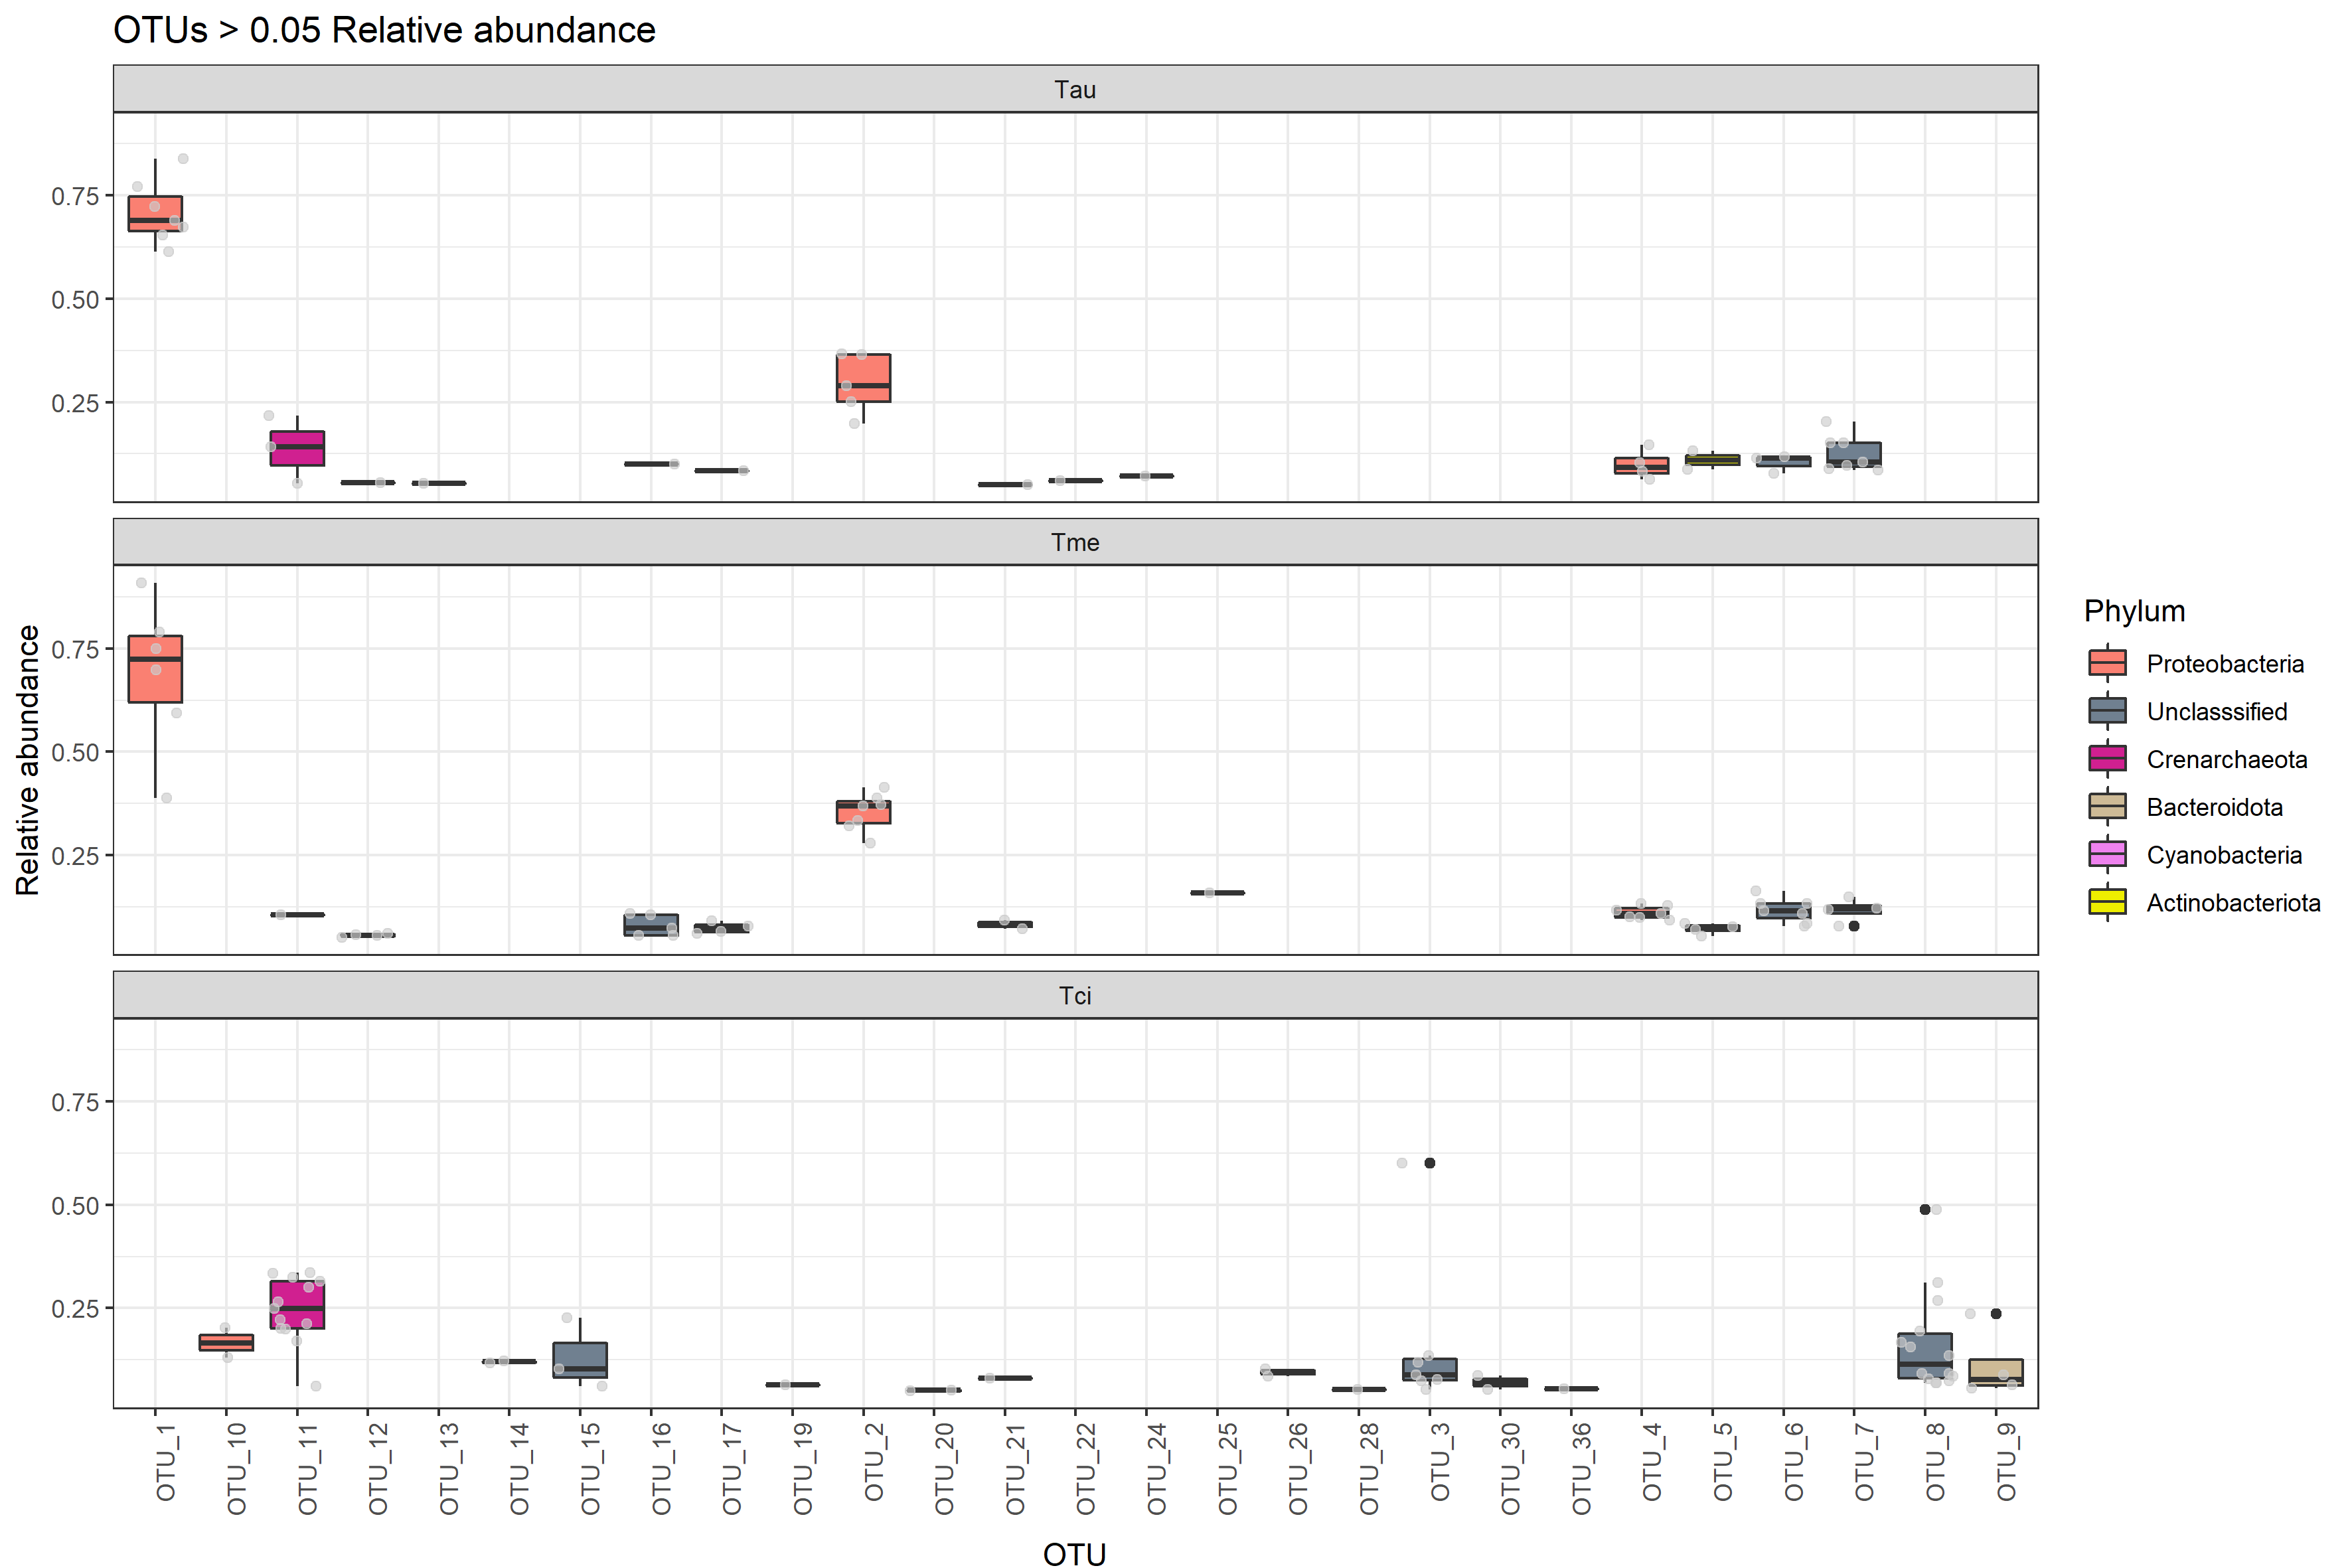 OTUs > 0.05 Relative abundance
Tau
0.75
0.50
0.25
Tme
0.75
0.50
0.25
Tci
0.75
0.50
0.25
Relative abundance
OTU_1
OTU_10
OTU_11
OTU_12
OTU_13
OTU_14
OTU_15
OTU_16
OTU_17
OTU_19
OTU_2
OTU_20
OTU_21
OTU_22
OTU_24
OTU_25
OTU_26
OTU_28
OTU_3
OTU_30
OTU_36
OTU_4
OTU_5
OTU_6
OTU_7
OTU_8
OTU_9
OTU
Phylum
Proteobacteria
Unclasssified
Crenarchaeota
Bacteroidota
Cyanobacteria
Actinobacteriota